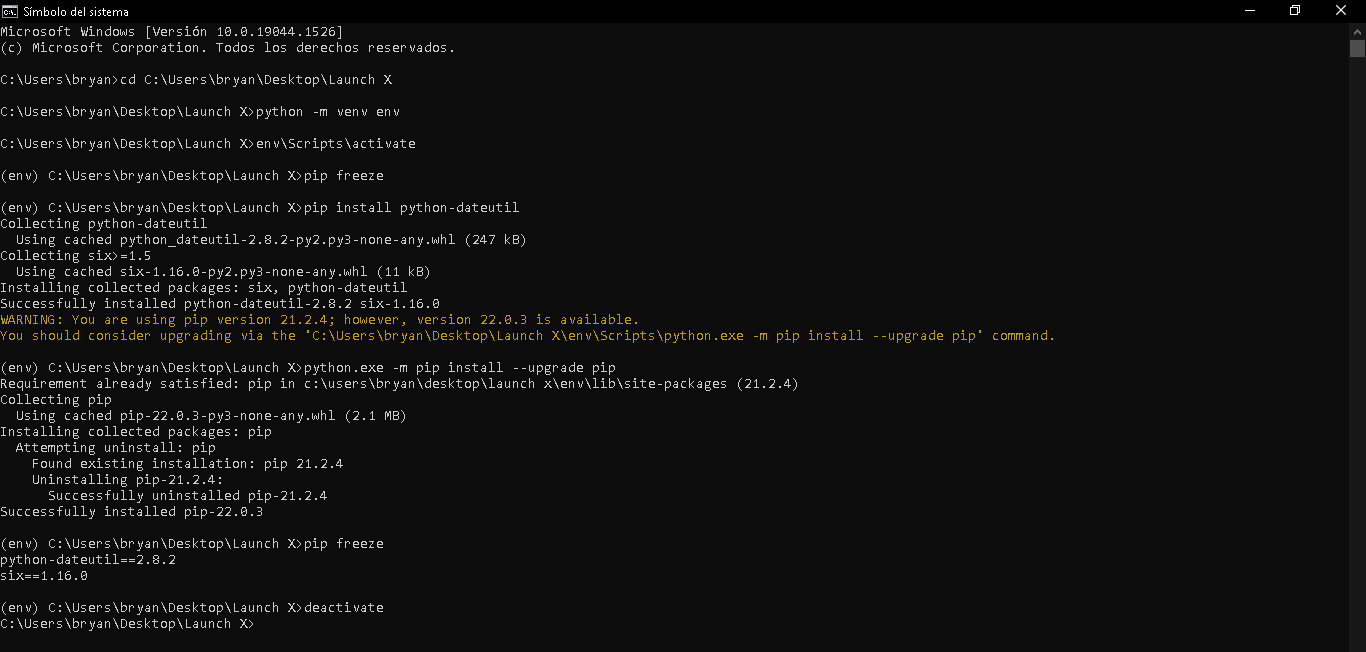 Símbolo del sistema
Microsoft Windows [Versión 10.0.19044.1526]
(c) Microsoft Corporation. Todos los derechos reservados.
C:\Users\bryan>cd C:\Users\bryan\Desktop\Launch X
C:\Users\bryan\Desktop\Launch X>python -m venv env
C:\Users\bryan\Desktop\Launch X>env\Scripts\activate
(env) C:\Users\bryan\Desktop\Launch X>pip freeze
(env) C:\Users\bryan\Desktop\Launch X>pip install python-dateutil
Collecting python-dateutil
  Using cached python_dateutil-2.8.2-py2.py3-none-any.whl (247 kB)
Collecting six>=1.5
  Using cached six-1.16.0-py2.py3-none-any.whl (11 kB)
Installing collected packages: six, python-dateutil
Successfully installed python-dateutil-2.8.2 six-1.16.0
WARNING: You are using pip version 21.2.4; however, version 22.0.3 is available.
You should consider upgrading via the 'C:\Users\bryan\Desktop\Launch X\env\Scripts\python.exe -m pip install --upgrade pip' command.
(env) C:\Users\bryan\Desktop\Launch X>python.exe -m pip install --upgrade pip
Requirement already satisfied: pip in c:\users\bryan\desktop\launch x\env\lib\site-packages (21.2.4)
Collecting pip
  Using cached pip-22.0.3-py3-none-any.whl (2.1 MB)
Installing collected packages: pip
  Attempting uninstall: pip
    Found existing installation: pip 21.2.4
    Uninstalling pip-21.2.4:
      Successfully uninstalled pip-21.2.4
Successfully installed pip-22.0.3
(env) C:\Users\bryan\Desktop\Launch X>pip freeze
python-dateutil==2.8.2
six==1.16.0
(env) C:\Users\bryan\Desktop\Launch X>deactivate
C:\Users\bryan\Desktop\Launch X>